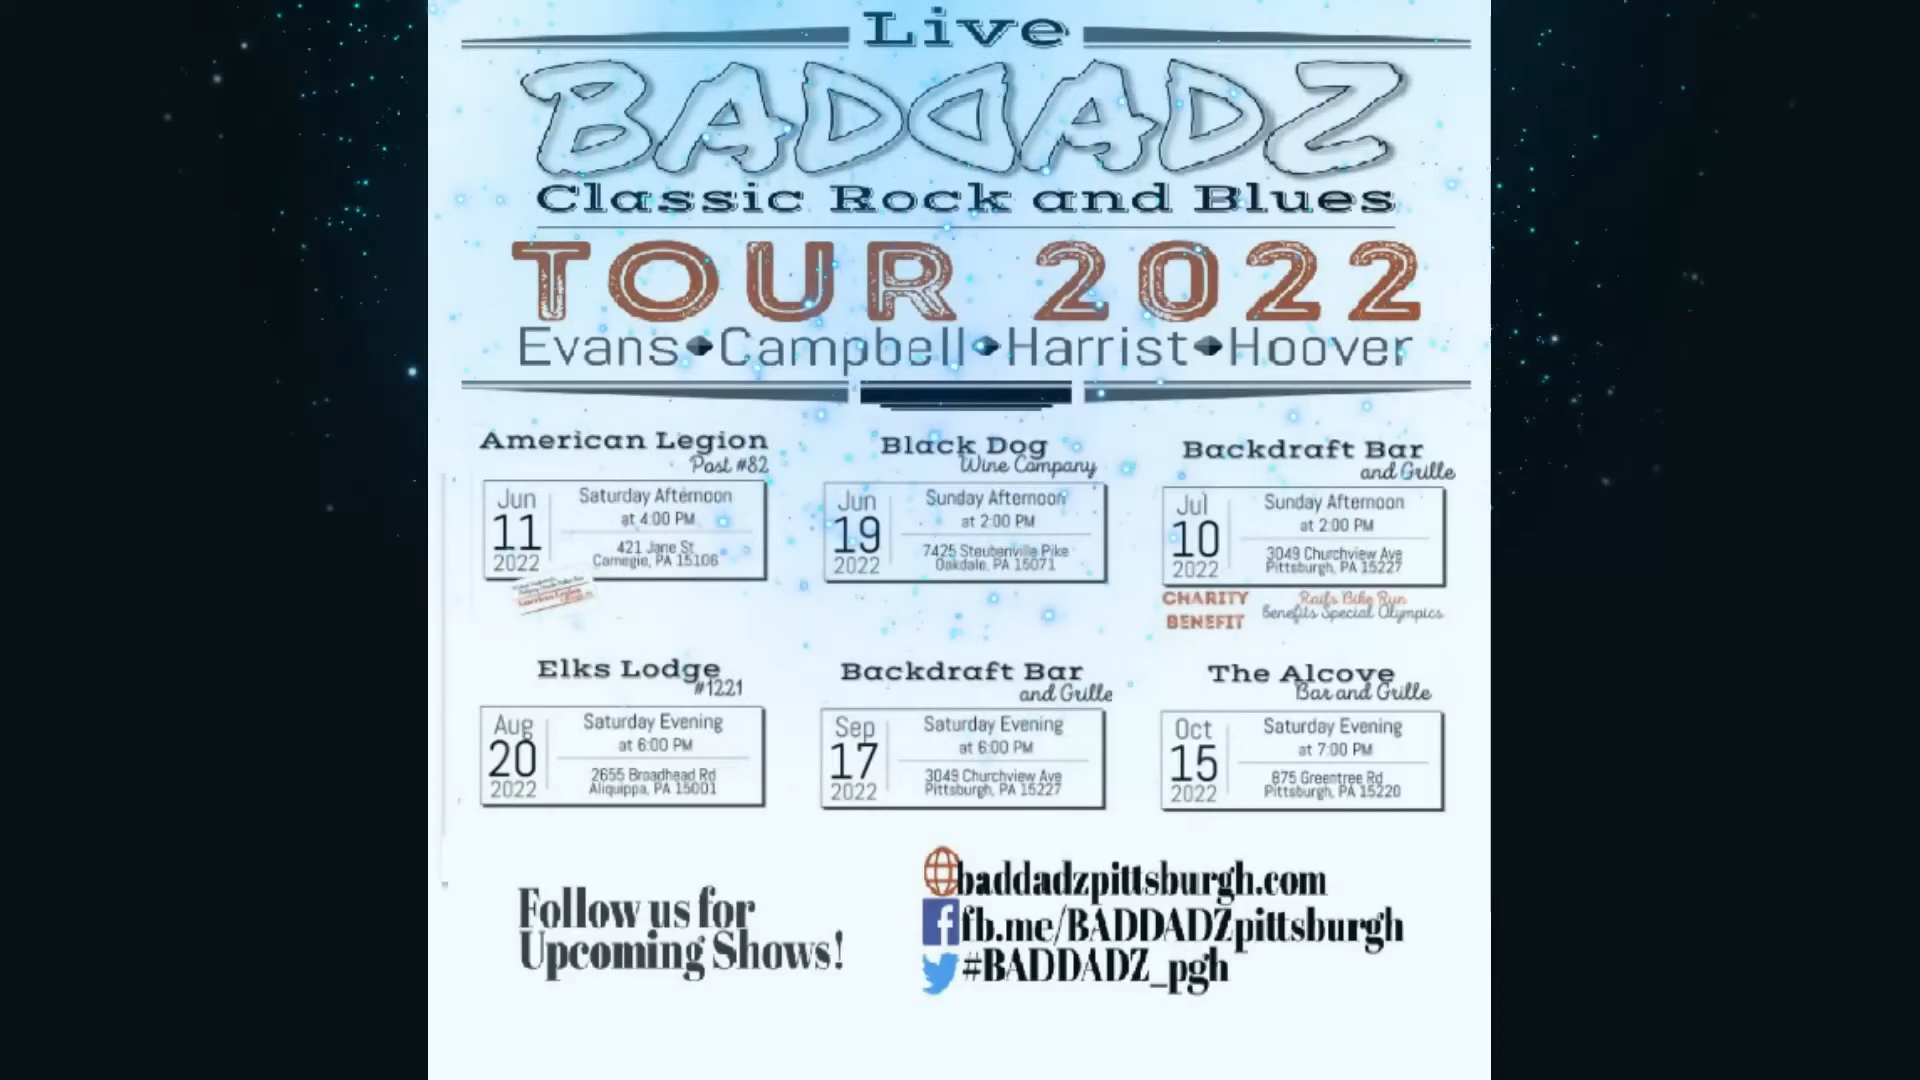 Live
BADDADZ
Classic Rock and Blues
TOUR 2022
Evans Campbell Harrist Hoover
American Legion
Post #82
Jun
11
2022
Saturday Afternoon
at 4:00 PM
421 Jane St
Carnegie, PA 15106
Black Dog
Wine Company
Jun
19
2022
Sunday Afternoon
at 2:00 PM
7425 Steubenville Pike
Oakdale, PA 15071
Backdraft Bar
and Grille
Jul
10
2022
Sunday Afternoon
at 2:00 PM
3049 Churchview Ave
Pittsburgh, PA 15227
CHARITY
BENEFIT
Rails Bike Run
Benefits Special Olympics
Elks Lodge
#1221
Aug
20
2022
Saturday Evening
at 6:00 PM
2655 Broadhead Rd
Aliquippa, PA 15001
Backdraft Bar
and Grille
Sep
17
2022
Saturday Evening
at 6:00 PM
3049 Churchview Ave
Pittsburgh, PA 15227
The Alcove
Bar and Grille
Oct
15
2022
Saturday Evening
at 7:00 PM
875 Greentree Rd
Pittsburgh, PA 15220
Follow us for
Upcoming Shows!
baddadzpittsburgh.com
fb.me/BADDADZpittsburgh
#BADDADZ_pgh